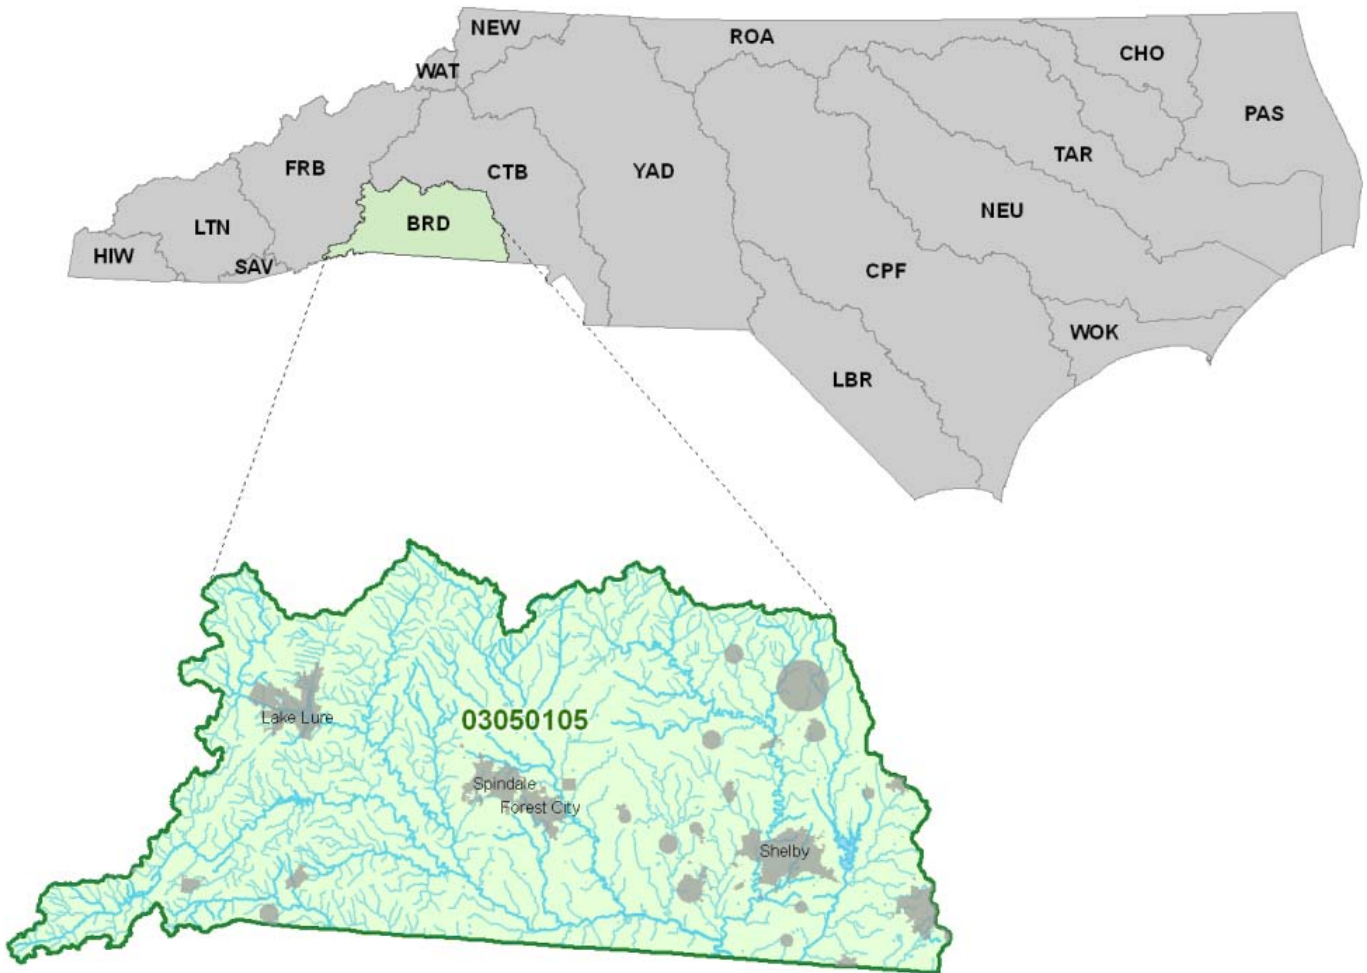 NEW
ROA
CHO
WAT
PAS
TAR
FRB
CTB
YAD
NEU
LTN
BRD
HIW
SAV
CPF
WOK
LBR
03050105
Lake Lure
Spindale
Forest City
Shelby